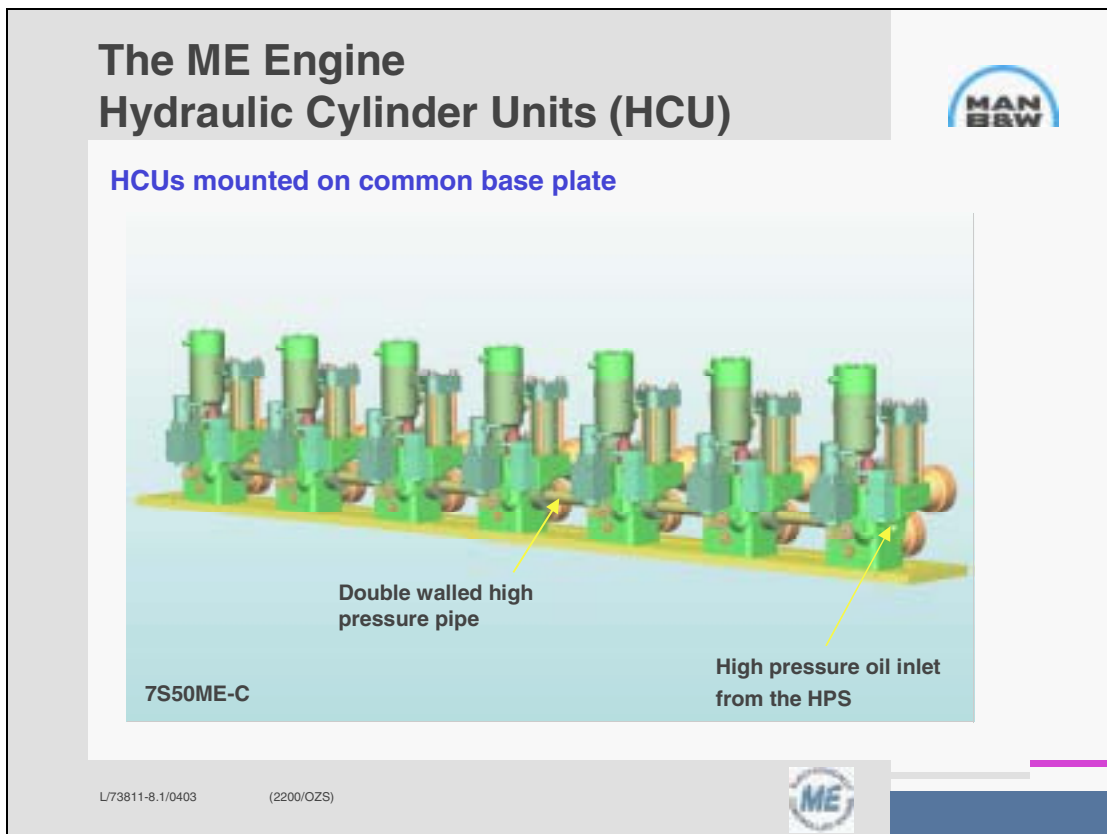 The ME Engine
Hydraulic Cylinder Units (HCU)
MAN
B&W
HCUs mounted on common base plate
Double walled high
pressure pipe
High pressure oil inlet
from the HPS
7S50ME-C
L/73811-8.1/0403 (2200/OZS)
ME